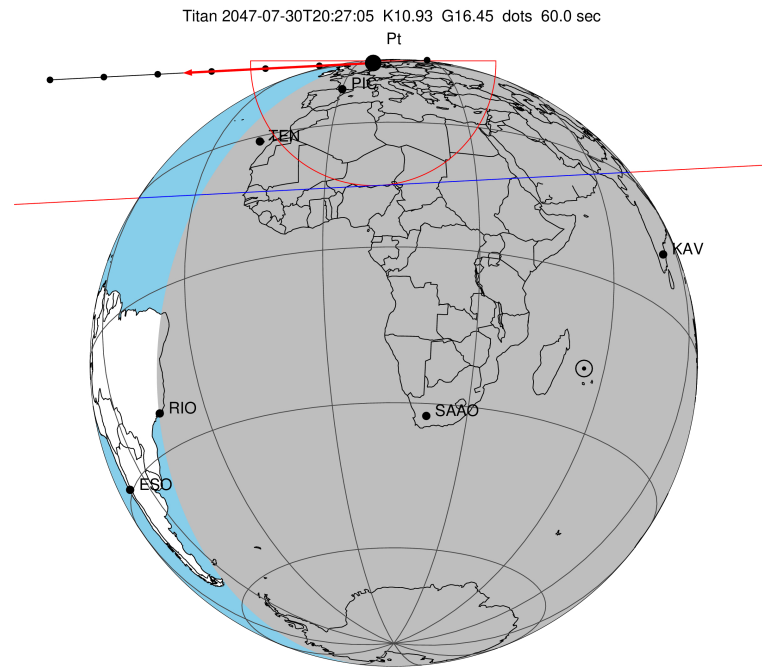 Titan 2047-07-30T20:27:05 K10.93 G16.45 dots 60.0 sec
Pt
PIC
TEN
KAV
RIO
SAAO
ESO